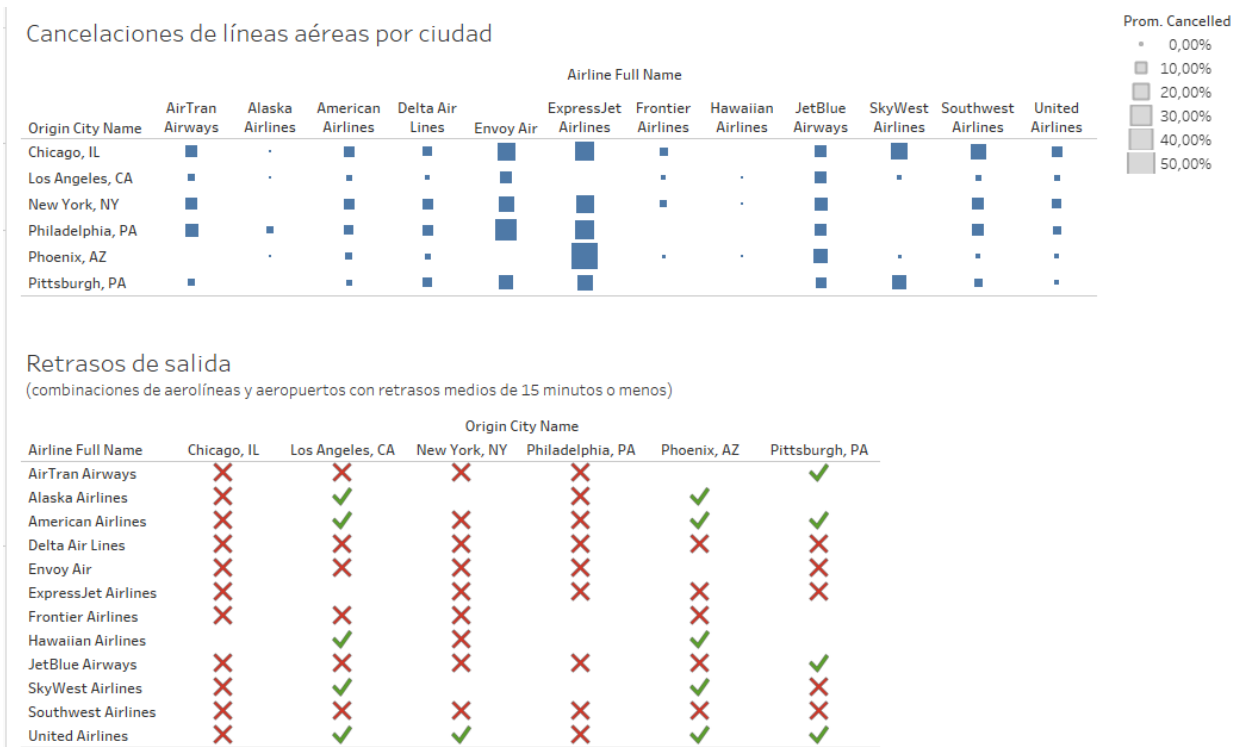 Cancelaciones de líneas aéreas por ciudad
Prom. Cancelled
0,00%
10,00%
20,00%
30,00%
40,00%
50,00%
Airline Full Name
Origin City Name AirTran Airways Alaska Airlines American Airlines Delta Air Lines Envoy Air ExpressJet Airlines Frontier Airlines Hawaiian Airlines JetBlue Airways SkyWest Airlines Southwest Airlines United Airlines
Chicago, IL
Los Angeles, CA
New York, NY
Philadelphia, PA
Phoenix, AZ
Pittsburgh, PA
Retrasos de salida
(combinaciones de aerolíneas y aeropuertos con retrasos medios de 15 minutos o menos)
Origin City Name
Airline Full Name Chicago, IL Los Angeles, CA New York, NY Philadelphia, PA Phoenix, AZ Pittsburgh, PA
AirTran Airways
Alaska Airlines
American Airlines
Delta Air Lines
Envoy Air
ExpressJet Airlines
Frontier Airlines
Hawaiian Airlines
JetBlue Airways
SkyWest Airlines
Southwest Airlines
United Airlines